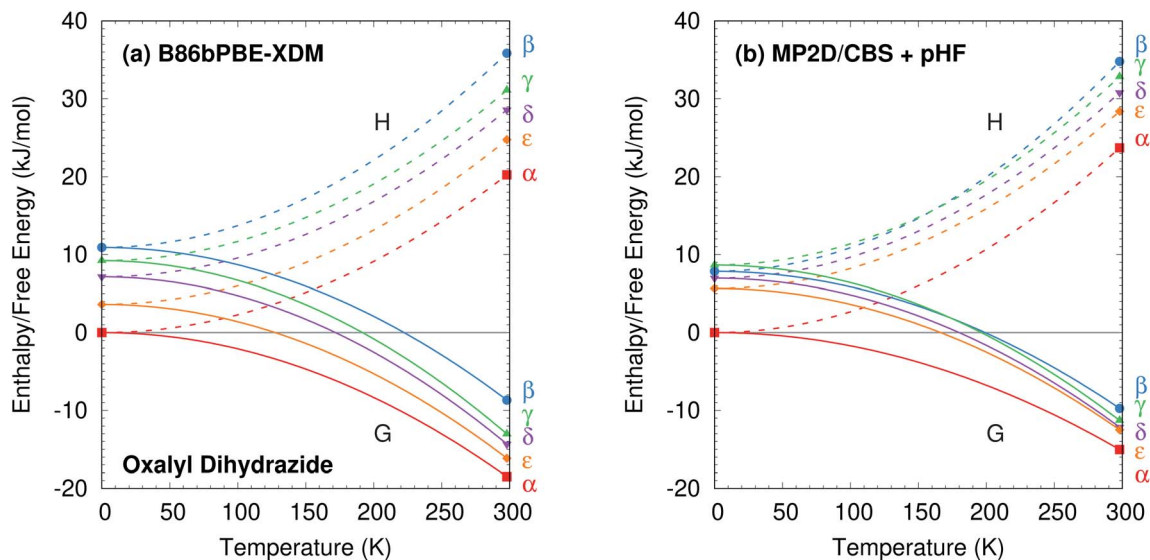 (a) B86bPBE-XDM
Enthalpy/Free Energy (kJ/mol)
40
30
20
10
0
-10
-20
H
G
β
γ
δ
ε
α
β
γ
δ
ε
α
Oxalyl Dihydrazide
0
50
100
150
200
250
300
Temperature (K)
(b) MP2D/CBS + pHF
Enthalpy/Free Energy (kJ/mol)
40
30
20
10
0
-10
-20
H
G
β
γ
δ
ε
α
β
γ
δ
ε
α
0
50
100
150
200
250
300
Temperature (K)